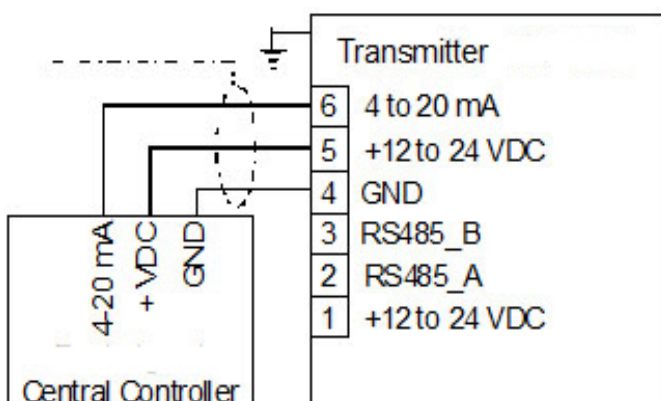 Transmitter
6 4 to 20 mA
5 +12 to 24 VDC
4 GND
3 RS485_B
2 RS485_A
1 +12 to 24 VDC
4-20 mA
+ VDC
GND
Central Controller